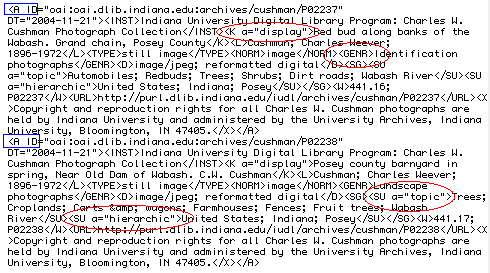 <A ID="oai:oai.dlib.indiana.edu:archives/cushman/P02237"
DT="2004-11-21"><INST>Indiana University Digital Library Program: Charles W.
Cushman Photograph Collection</INST><K a="display">Red bud along banks of the
Wabash. Grand chain, Posey County</K><L>Cushman; Charles Weever;
1896-1972</L><TYPE>still image</TYPE><NORM>image</NORM><GENR>Identification
photographs</GENR><D>image/jpeg; reformatted digital</D><SG><SU
a="topic">Automobiles; Redbuds; Trees; Shrubs; Dirt roads; Wabash River</SU><SU
a="hierarchic">United States; Indiana; Posey</SU></SG><W>441.16;
P02237</W><URL>http://purl.dlib.indiana.edu/iudl/archives/cushman/P02237</URL><X
>Copyright and reproduction rights for all Charles W. Cushman photographs are
held by Indiana University and administered by the University Archives, Indiana
University, Bloomington, IN 47405.</X></A>
<A ID="oai:oai.dlib.indiana.edu:archives/cushman/P02238"
DT="2004-11-21"><INST>Indiana University Digital Library Program: Charles W.
Cushman Photograph Collection</INST><K a="display">Posey county barnyard in
spring, Near Old Dam of Wabash. C.W. Cushman</K><L>Cushman; Charles Weever;
1896-1972</L><TYPE>still image</TYPE><NORM>image</NORM><GENR>Landscape
photographs</GENR><D>image/jpeg; reformatted digital</D><SG><SU a="topic">Trees;
Croplands; Carts &amp; wagons; Farmhouses; Fences; Fruit trees; Wabash
River</SU><SU a="hierarchic">United States; Indiana; Posey</SU></SG><W>441.17;
P02238</W><URL>http://purl.dlib.indiana.edu/iudl/archives/cushman/P02238</URL><X
>Copyright and reproduction rights for all Charles W. Cushman photographs are
held by Indiana University and administered by the University Archives, Indiana
University, Bloomington, IN 47405.</X></A>